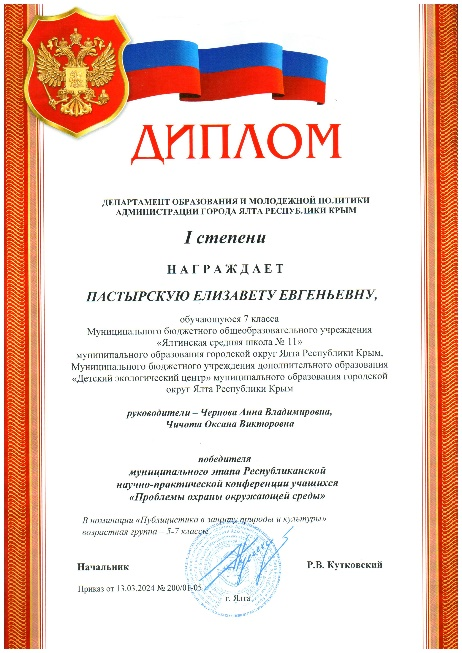 ДИПЛОМ
ДЕПАРТАМЕНТ ОБРАЗОВАНИЯ И МОЛОДЕЖНОЙ ПОЛИТИКИ
АДМИНИСТРАЦИИ ГОРОДА ЯЛТА РЕСПУБЛИКИ КРЫМ
I степени
НАГРАЖДАЕТ
ПАСТЫРСКУЮ ЕЛИЗАВЕТУ ЕВГЕНЬЕВНУ,
обучающуюся 7 класса
Муниципального бюджетного общеобразовательного учреждения
«Ялтинская средняя школа № 11»
муниципального образования городской округ Ялта Республики Крым,
Муниципального бюджетного учреждения дополнительного образования
«Детский экологический центр» муниципального образования городской
округ Ялта Республики Крым
руководители – Чернова Анна Владимировна,
Чичота Оксана Викторовна
победителя
муниципального этапа Республиканской
научно-практической конференции учащихся
«Проблемы охраны окружающей среды»
В номинации «Публицистика в защиту природы и культуры»
возрастная группа – 5-7 классы
Начальник Р.В. Кутковский
Приказ от 13.03.2024 № 200/01-05
г. Ялта